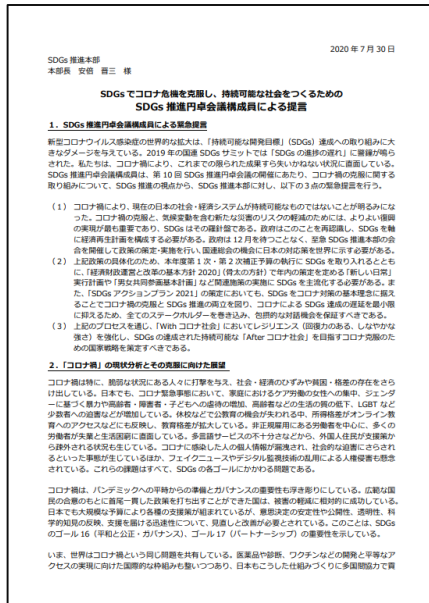 2020 年 7 月 30 日
SDGs 推進本部
本部長 安倍 晋三 様
SDGs でコロナ危機を克服し、持続可能な社会をつくるための
SDGs 推進円卓会議構成員による提言
１．SDGs 推進円卓会議構成員による緊急提言
新型コロナウイルス感染症の世界的な拡大は、「持続可能な開発目標」(SDGs) 達成への取り組みに大
きなダメージを与えている。2019 年の国連 SDGs サミットでは「SDGs の進捗の遅れ」に警鐘が鳴
らされた。私たちは、コロナ禍により、これまでの限られた成果すら失いかねない状況に直面している。
SDGs 推進円卓会議構成員は、第 10 回 SDGs 推進円卓会議の開催にあたり、コロナ禍の克服に関する
取り組みについて、SDGs 推進の視点から、SDGs 推進本部に対し、以下の３点の緊急提言を行う。
（１） コロナ禍により、現在の日本の社会・経済システムが持続可能なものではないことが明るみにな
った。コロナ禍の克服と、気候変動を含む新たな災害のリスクの軽減のためには、よりよい復興
の実現が最も重要であり、SDGs はその羅針盤である。政府はこのことを再認識し、SDGs を軸
に経済再生計画を構成する必要がある。政府は 12 月を待つことなく、至急 SDGs 推進本部の会
合を開催して政策の策定・実施を行い、国連総会の機会に日本の対応策を世界に示す必要がある。
（２） 上記政策の具体化のため、本年度第１次・第２次補正予算の執行に SDGs を取り入れるととも
に、「経済財政運営と改革の基本方針 2020」(骨太の方針) で年内の策定を定める「新しい日常」
実行計画や「男女共同参画基本計画」など関連施策の実施に SDGs を主流化する必要がある。ま
た、「SDGs アクションプラン 2021」の策定においても、SDGs をコロナ対策の基本理念に据え
ることでコロナ禍の克服と SDGs 推進の両立を図り、コロナによる SDGs 達成の遅延を最小限
に抑えるため、全てのステークホルダーを巻き込み、包摂的な対話機会を保証すべきである。
（３） 上記のプロセスを通じ、「With コロナ社会」においてレジリエンス（回復力のある、しなやかな
強さ）を強化し、SDGs の達成された持続可能な「After コロナ社会」を目指すコロナ克服のため
の国家戦略を策定すべきである。
２．「コロナ禍」の現状分析とその克服に向けた展望
コロナ禍は特に、脆弱な状況にある人々に打撃を与え、社会・経済のひずみや貧困・格差の存在をさら
け出している。日本でも、コロナ緊急事態において、家庭におけるケア労働の女性への集中、ジェンダ
ーに基づく暴力や高齢者・障害者・子どもへの虐待の増加、高齢者などの生活の質の低下、LGBT など
少数者への迫害などが増加している。休校などで公教育の機会が失われる中、所得格差がオンライン教
育へのアクセスなどにも反映し、教育格差が拡大している。非正規雇用にある労働者を中心に、多くの
労働者が失業と生活困窮に直面している。多言語サービスの不十分さなどから、外国人住民が支援策か
ら疎外される状況も生じている。コロナに感染した人の個人情報が漏洩され、社会的な迫害にさらされ
るといった事態が生じているほか、フェイクニュースやデジタル監視技術の乱用による人権侵害も懸念
されている。これらの課題はすべて、SDGs の各ゴールにかかわる問題である。
コロナ禍は、パンデミックへの平時からの準備とガバナンスの重要性も浮き彫りにしている。広範な国
民の合意のもとに首尾一貫した政策を打ち出すことができた国は、被害の軽減に相対的に成功している。
日本でも大規模な予算により各種の支援策が組まれているが、意思決定の安定性や公開性、透明性、科
学的知見の反映、支援を届ける迅速性について、見直しと改善が必要とされている。このことは、SDGs
のゴール 16（平和と公正・ガバナンス）、ゴール 17（パートナーシップ）の重要性を示している。
いま、世界はコロナ禍という同じ問題を共有している。医薬品や診断、ワクチンなどの開発と平等なア
クセスの実現に向けた国際的な枠組みも整いつつあり、日本もこうした仕組みづくりに多国間協力で貢